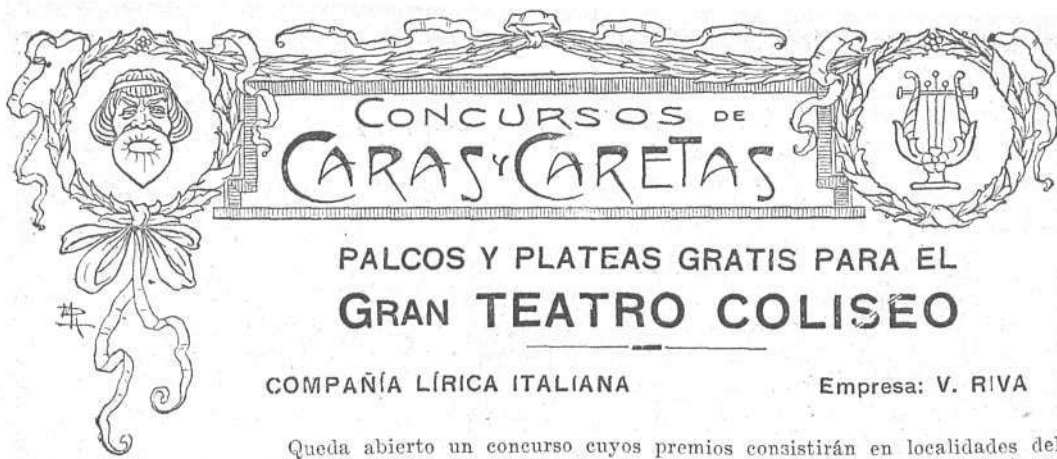 CONCURSOS DE
CARAS Y CARETAS
PALCOS Y PLATEAS GRATIS PARA EL
GRAN TEATRO COLISEO
COMPAÑÍA LÍRICA ITALIANA Empresa: V. RIVA
Queda abierto un concurso cuyos premios consistirán en localidades del